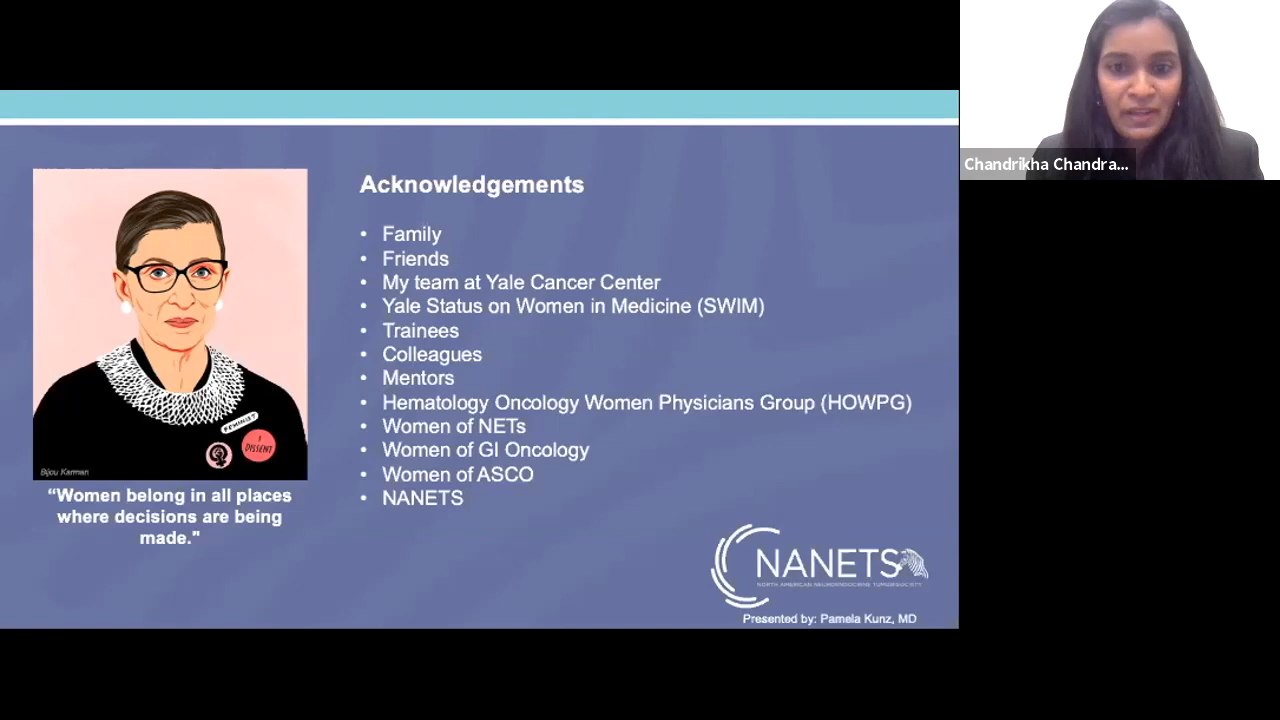 Chandrikha Chandra...
Acknowledgements
• Family
• Friends
• My team at Yale Cancer Center
• Yale Status on Women in Medicine (SWIM)
• Trainees
• Colleagues
• Mentors
• Hematology Oncology Women Physicians Group (HOWPG)
• Women of NETs
• Women of GI Oncology
• Women of ASCO
• NANETS
FEMINIST
I
DISSENT
Bijou Karman
“Women belong in all places
where decisions are being
made."
NANETS
NORTH AMERICAN NEUROENDOCRINE TUMOR SOCIETY
Presented by: Pamela Kunz, MD